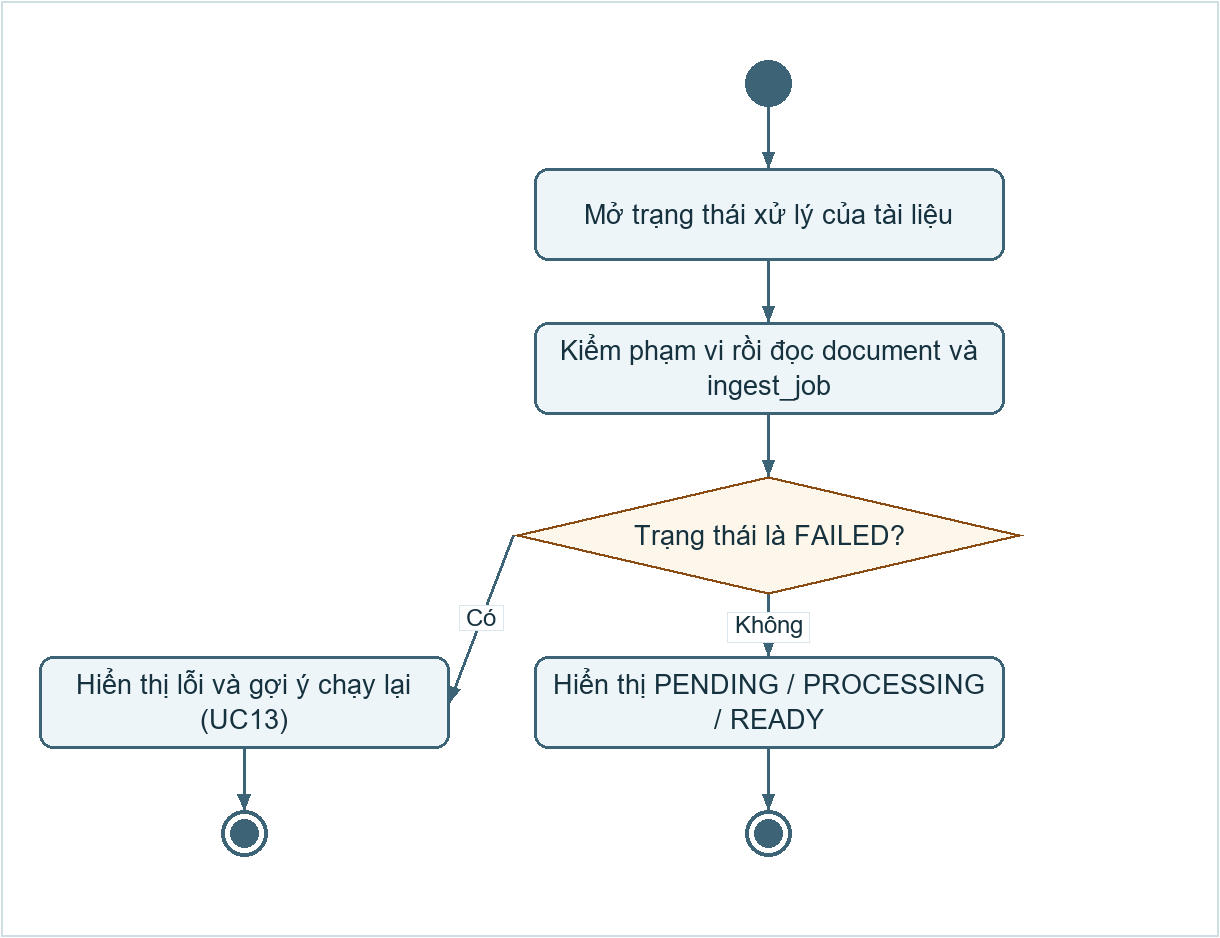 Mở trạng thái xử lý của tài liệu
Kiểm phạm vi rồi đọc document và
ingest_job
Trạng thái là FAILED?
Có
Không
Hiển thị lỗi và gợi ý chạy lại
(UC13)
Hiển thị PENDING / PROCESSING
/ READY